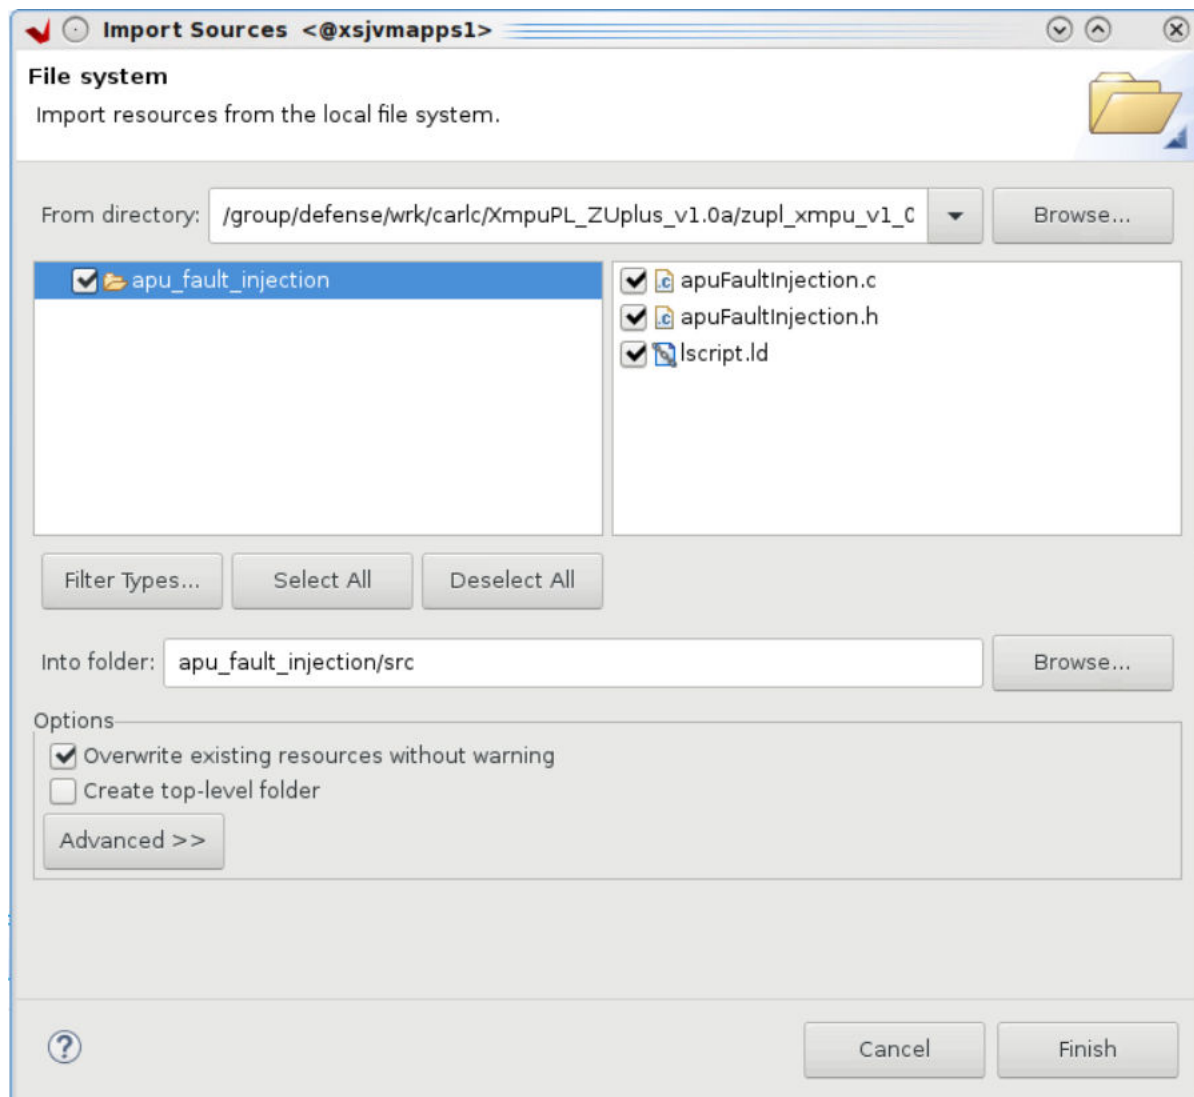 Import Sources <@xsjvmapps1>
File system
Import resources from the local file system.
From directory: /group/defense/wrk/carlc/XmpuPL_ZUplus_v1.0a/zupl_xmpu_v1_0 Browse...
apu_fault_injection
.c apuFaultInjection.c
.c apuFaultInjection.h
lscript.ld
Filter Types... Select All Deselect All
Into folder: apu_fault_injection/src Browse...
Options
Overwrite existing resources without warning
Create top-level folder
Advanced >>
? Cancel Finish